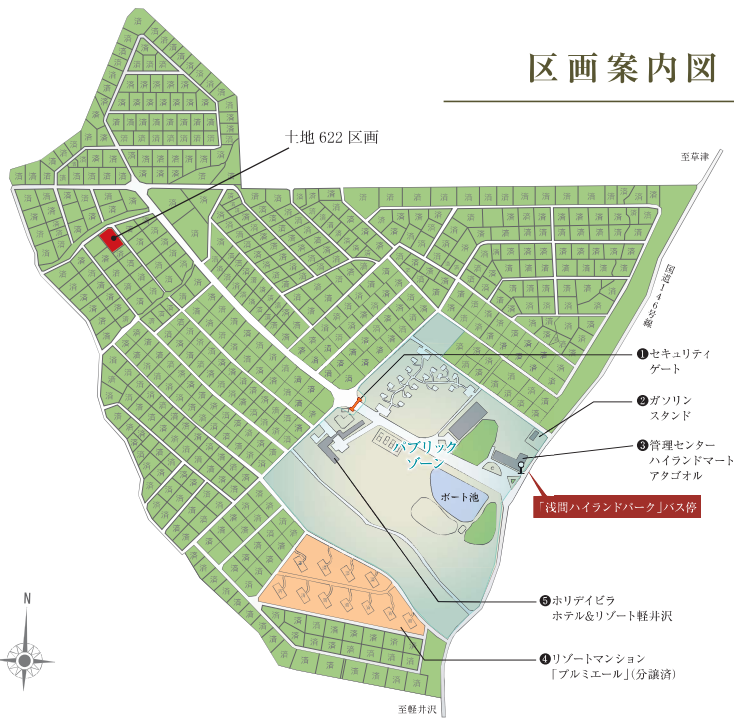 区画案内図
土地 622 区画
至草津
国道146号線
❶セキュリティ
ゲート
❷ガソリン
スタンド
❸管理センター
ハイランドマート
アタゴオル
「浅間ハイランドパーク」バス停
パブリック
ゾーン
ボート池
❺ホリデイビラ
ホテル&リゾート軽井沢
❹リゾートマンション
「プルミエール」(分譲済)
至軽井沢
N